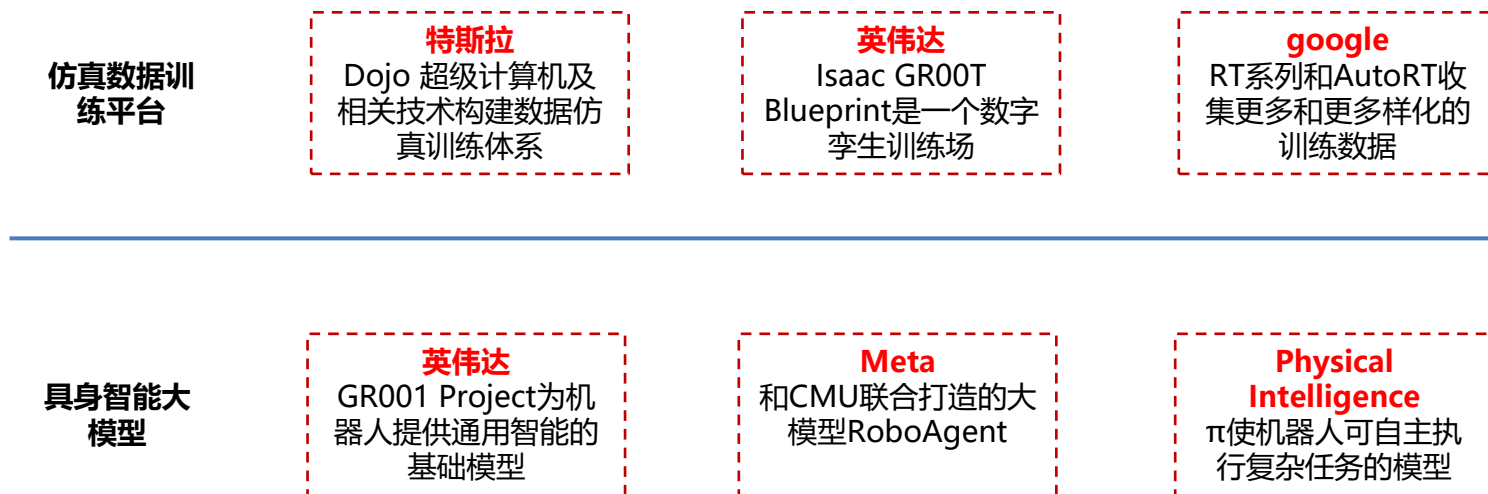 仿真数据训
练平台
特斯拉
Dojo 超级计算机及
相关技术构建数据仿
真训练体系
英伟达
Isaac GR00T
Blueprint是一个数字
孪生训练场
google
RT系列和AutoRT收
集更多和更多样化的
训练数据
具身智能大
模型
英伟达
GR001 Project为机
器人提供通用智能的
基础模型
Meta
和CMU联合打造的大
模型RoboAgent
Physical
Intelligence
π使机器人可自主执
行复杂任务的模型